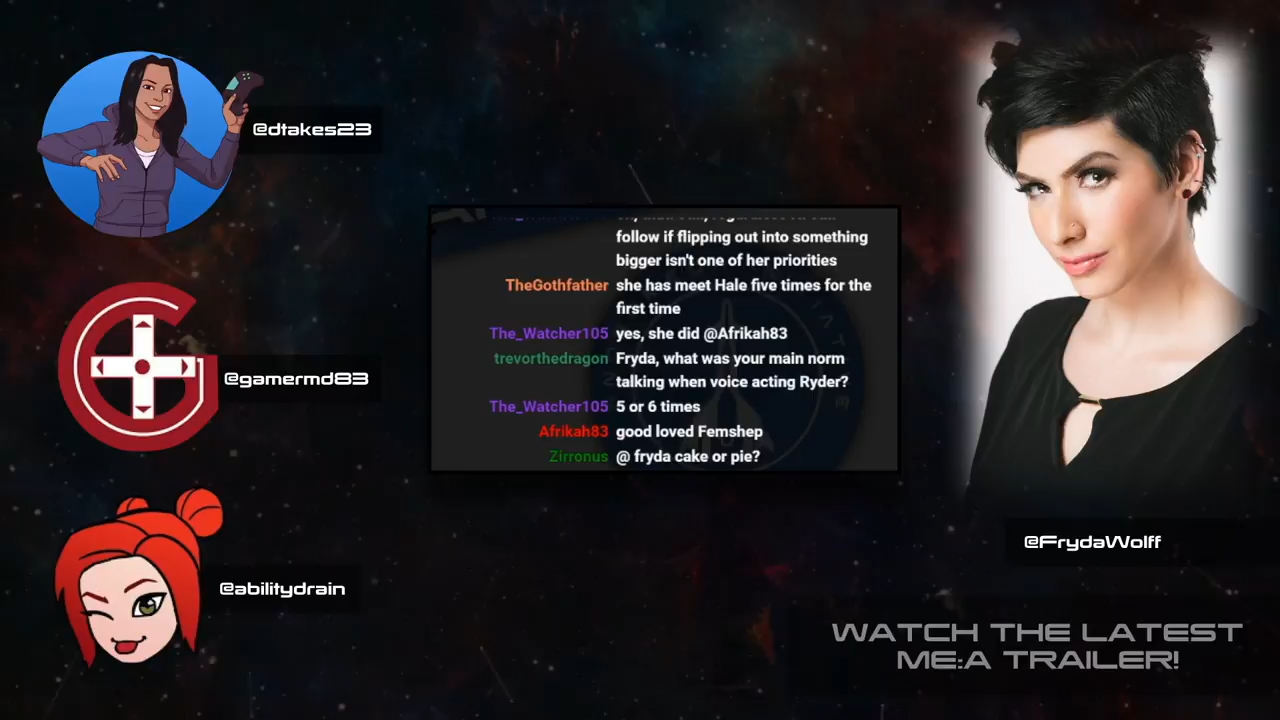 @dtakes23
@gamermd83
@abilitydrain
follow if flipping out into something
bigger isn't one of her priorities
TheGothfather she has meet Hale five times for the
first time
The_Watcher105 yes, she did @Afrikah83
trevorthedragon Fryda, what was your main norm
talking when voice acting Ryder?
The_Watcher105 5 or 6 times
Afrikah83 good loved Femshep
Zirronus @ fryda cake or pie?
@FrydaWolff
WATCH THE LATEST
ME:A TRAILER!